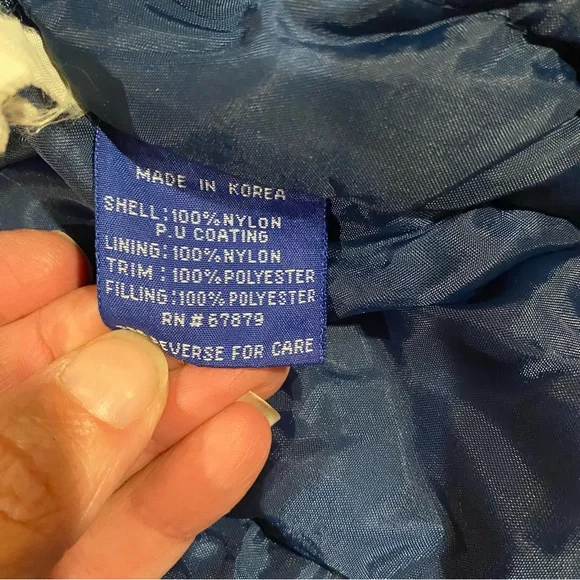 MADE IN KOREA
SHELL:100%NYLON
P.U COATING
LINING:100%NYLON
TRIM:100%POLYESTER
FILLING:100%POLYESTER
RN#67879
REVERSE FOR CARE